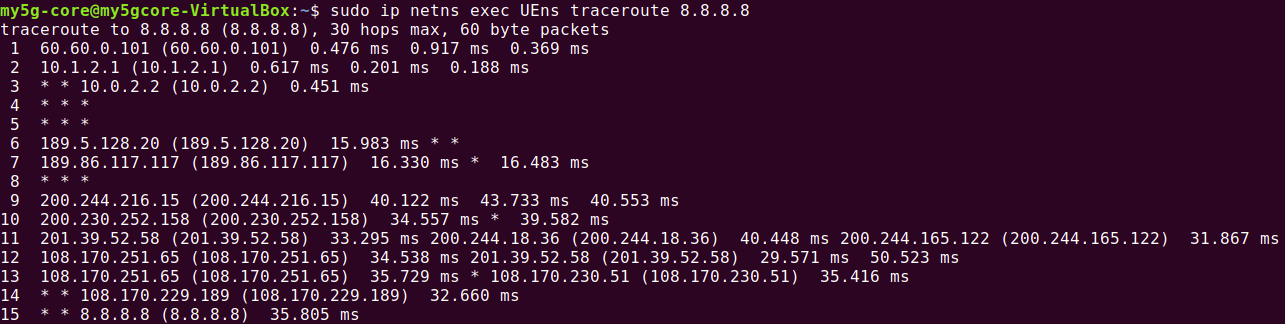 my5g-core@my5gcore-VirtualBox:~$ sudo ip netns exec UEns traceroute 8.8.8.8
traceroute to 8.8.8.8 (8.8.8.8), 30 hops max, 60 byte packets
 1  60.60.0.101 (60.60.0.101)  0.476 ms  0.917 ms  0.369 ms
 2  10.1.2.1 (10.1.2.1)  0.617 ms  0.201 ms  0.188 ms
 3  * * 10.0.2.2 (10.0.2.2)  0.451 ms
 4  * * *
 5  * * *
 6  189.5.128.20 (189.5.128.20)  15.983 ms * *
 7  189.86.117.117 (189.86.117.117)  16.330 ms *  16.483 ms
 8  * * *
 9  200.244.216.15 (200.244.216.15)  40.122 ms  43.733 ms  40.553 ms
10  200.230.252.158 (200.230.252.158)  34.557 ms *  39.582 ms
11  201.39.52.58 (201.39.52.58)  33.295 ms 200.244.18.36 (200.244.18.36)  40.448 ms 200.244.165.122 (200.244.165.122)  31.867 ms
12  108.170.251.65 (108.170.251.65)  34.538 ms 201.39.52.58 (201.39.52.58)  29.571 ms  50.523 ms
13  108.170.251.65 (108.170.251.65)  35.729 ms * 108.170.230.51 (108.170.230.51)  35.416 ms
14  * * 108.170.229.189 (108.170.229.189)  32.660 ms
15  * * 8.8.8.8 (8.8.8.8)  35.805 ms